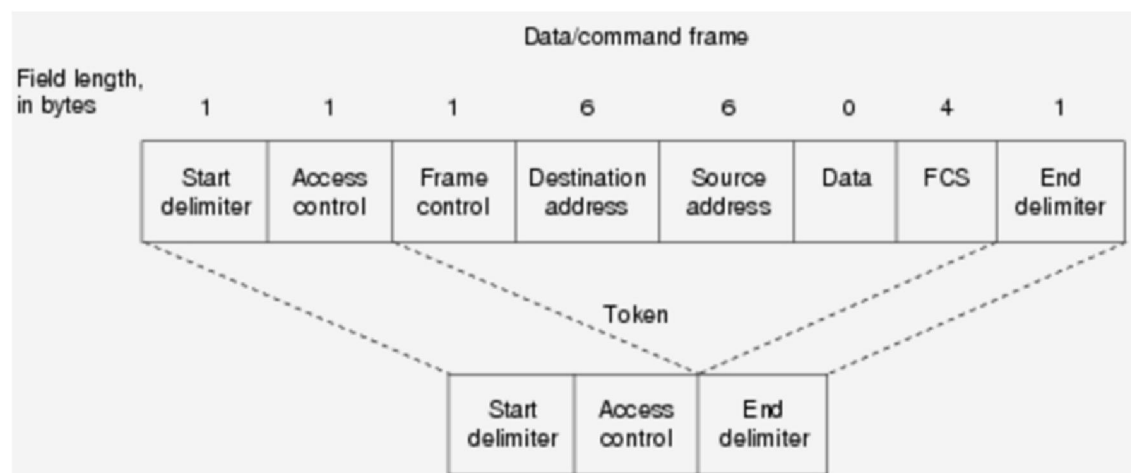 Data/command frame
Field length,
in bytes 1 1 1 6 6 0 4 1
Start Access Frame Destination Source Data FCS End
delimiter control control address address delimiter
Token
Start Access End
delimiter control delimiter